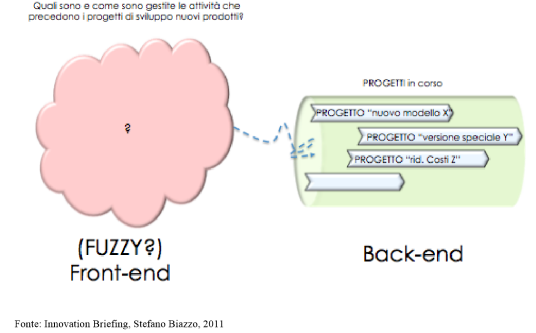 Quali sono e come sono gestite le attività che
precedono i progetti di sviluppo nuovi prodotti?
?
(FUZZY?)
Front-end
PROGETTI in corso
PROGETTO "nuovo modello X"
PROGETTO "versione speciale Y"
PROGETTO "rid. Costi Z"
Back-end
Fonte: Innovation Briefing, Stefano Biazzo, 2011